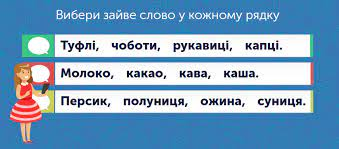 Вибери зайве слово у кожному рядку
Туфлі, чоботи, рукавиці, капці.
Молоко, какао, кава, каша.
Персик, полуниця, ожина, суниця.